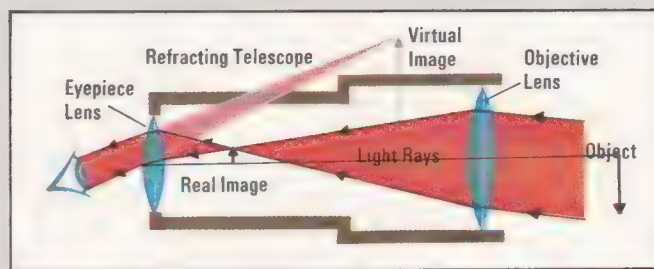 Refracting Telescope
Virtual
Image
Objective
Lens
Eyepiece
Lens
Light Rays
Object
Real Image